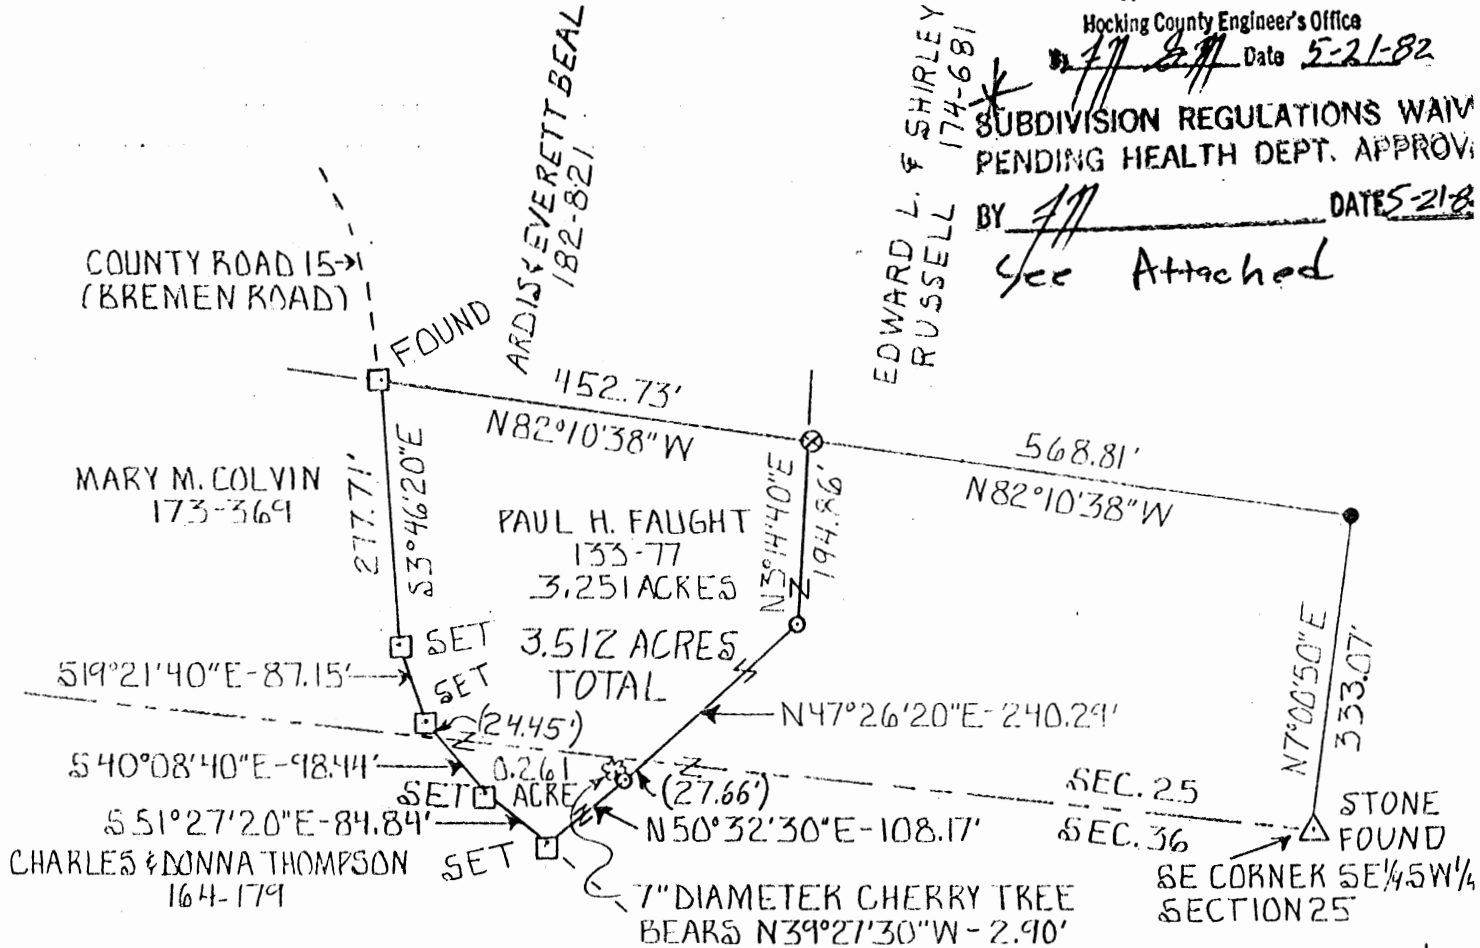 Hocking County Engineer's Office
Date 5-21-82
SUBDIVISION REGULATIONS WAIV
PENDING HEALTH DEPT. APPROV
BY DATE 5-21-8
See Attached
ARDIS & EVERETT BEAL
182-821
EDWARD L. & SHIRLEY
RUSSELL 174-681
COUNTY ROAD 15
(BREMEN ROAD)
FOUND
452.73'
N82°10'38"W
568.81'
N82°10'38"W
MARY M. COLVIN
173-369
277.71'
S3°46'20"E
PAUL H. FAUGHT
133-77
3.251 ACRES
N3°14'40"E
194.86'
3.512 ACRES
TOTAL
SET
S19°21'40"E-87.15'
SET
(24.45')
N47°26'20"E-240.29'
N7°00'50"E
333.07'
S40°08'40"E-98.44'
0.261
ACRE
SET
(27.66')
SEC. 25
SEC. 36
STONE
FOUND
S51°27'20"E-84.84'
N50°32'30"E-108.17'
SET
CHARLES & DONNA THOMPSON
164-179
SE CORNER SE¼SW¼
SECTION 25
7" DIAMETER CHERRY TREE
BEARS N39°27'30"W-2.90'